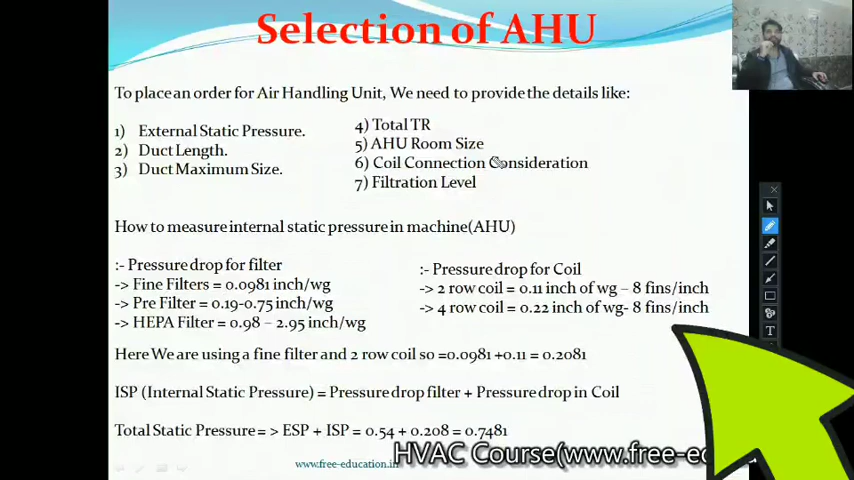 Selection of AHU
To place an order for Air Handling Unit, We need to provide the details like:
1) External Static Pressure.
2) Duct Length.
3) Duct Maximum Size.
4) Total TR
5) AHU Room Size
6) Coil Connection Consideration
7) Filtration Level
How to measure internal static pressure in machine(AHU)
:- Pressure drop for filter
-> Fine Filters = 0.0981 inch/wg
-> Pre Filter = 0.19-0.75 inch/wg
-> HEPA Filter = 0.98 – 2.95 inch/wg
:- Pressure drop for Coil
-> 2 row coil = 0.11 inch of wg – 8 fins/inch
-> 4 row coil = 0.22 inch of wg- 8 fins/inch
Here We are using a fine filter and 2 row coil so =0.0981 +0.11 = 0.2081
ISP (Internal Static Pressure) = Pressure drop filter + Pressure drop in Coil
Total Static Pressure = > ESP + ISP = 0.54 + 0.208 = 0.7481
HVAC Course(www.free-e
www.free-education.in
T